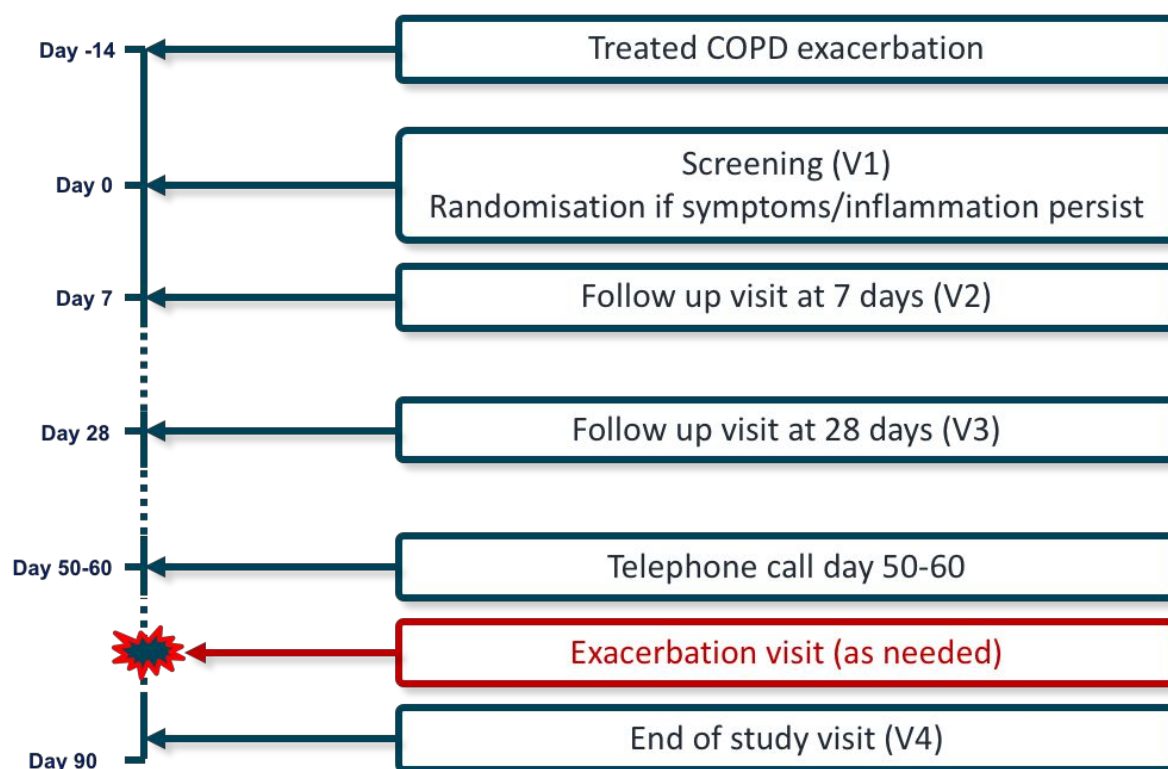 Day -14
Treated COPD exacerbation
Day 0
Screening (V1)
Randomisation if symptoms/inflammation persist
Day 7
Follow up visit at 7 days (V2)
Day 28
Follow up visit at 28 days (V3)
Day 50-60
Telephone call day 50-60
Exacerbation visit (as needed)
End of study visit (V4)
Day 90